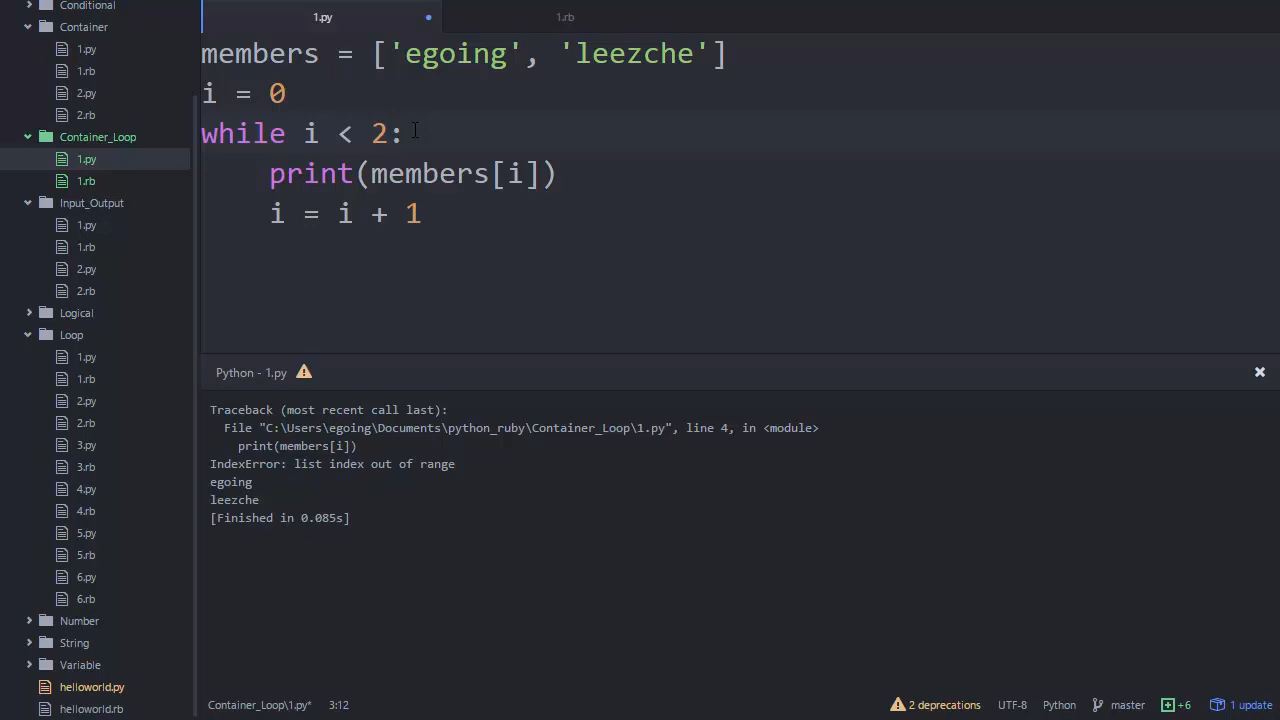 Conditional
Container
1.py
1.rb
2.py
2.rb
Container_Loop
1.py
1.rb
Input_Output
1.py
1.rb
2.py
2.rb
Logical
Loop
1.py
1.rb
2.py
2.rb
3.py
3.rb
4.py
4.rb
5.py
5.rb
6.py
6.rb
Number
String
Variable
helloworld.py
helloworld.rb
1.py
1.rb
members = ['egoing', 'leezche']
i = 0
while i < 2:
    print(members[i])
    i = i + 1
Python - 1.py
Traceback (most recent call last):
  File "C:\Users\egoing\Documents\python_ruby\Container_Loop\1.py", line 4, in <module>
    print(members[i])
IndexError: list index out of range
egoing
leezche
[Finished in 0.085s]
Container_Loop\1.py* 3:12 2 deprecations UTF-8 Python master +6 1 update